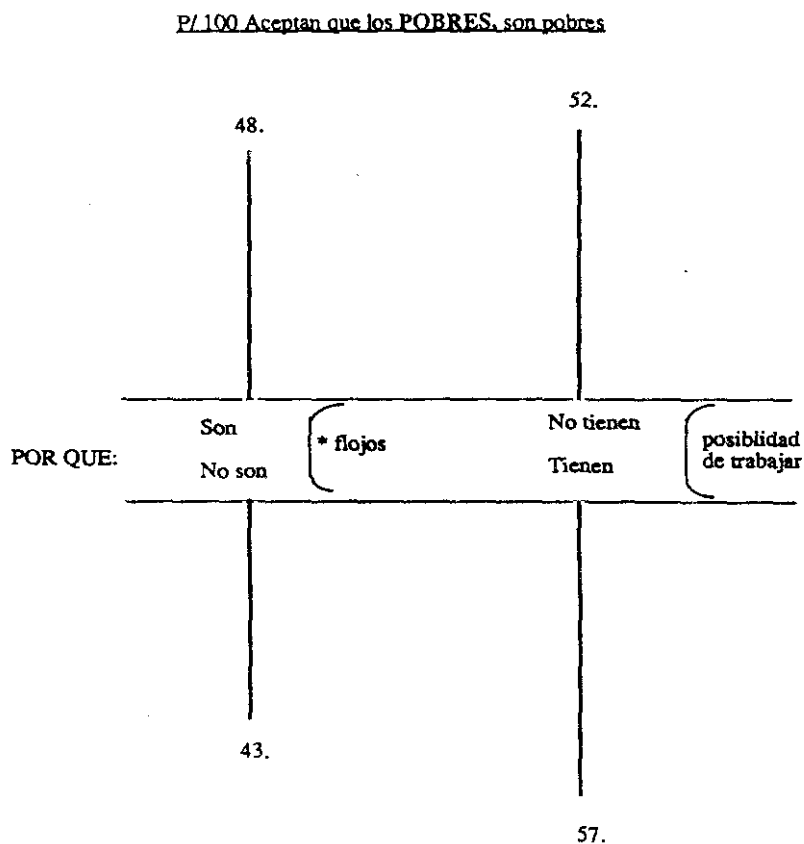 P/ 100 Aceptan que los POBRES, son pobres
48.
52.
POR QUE:
Son
No son
* flojos
No tienen
Tienen
posiblidad
de trabajar
43.
57.